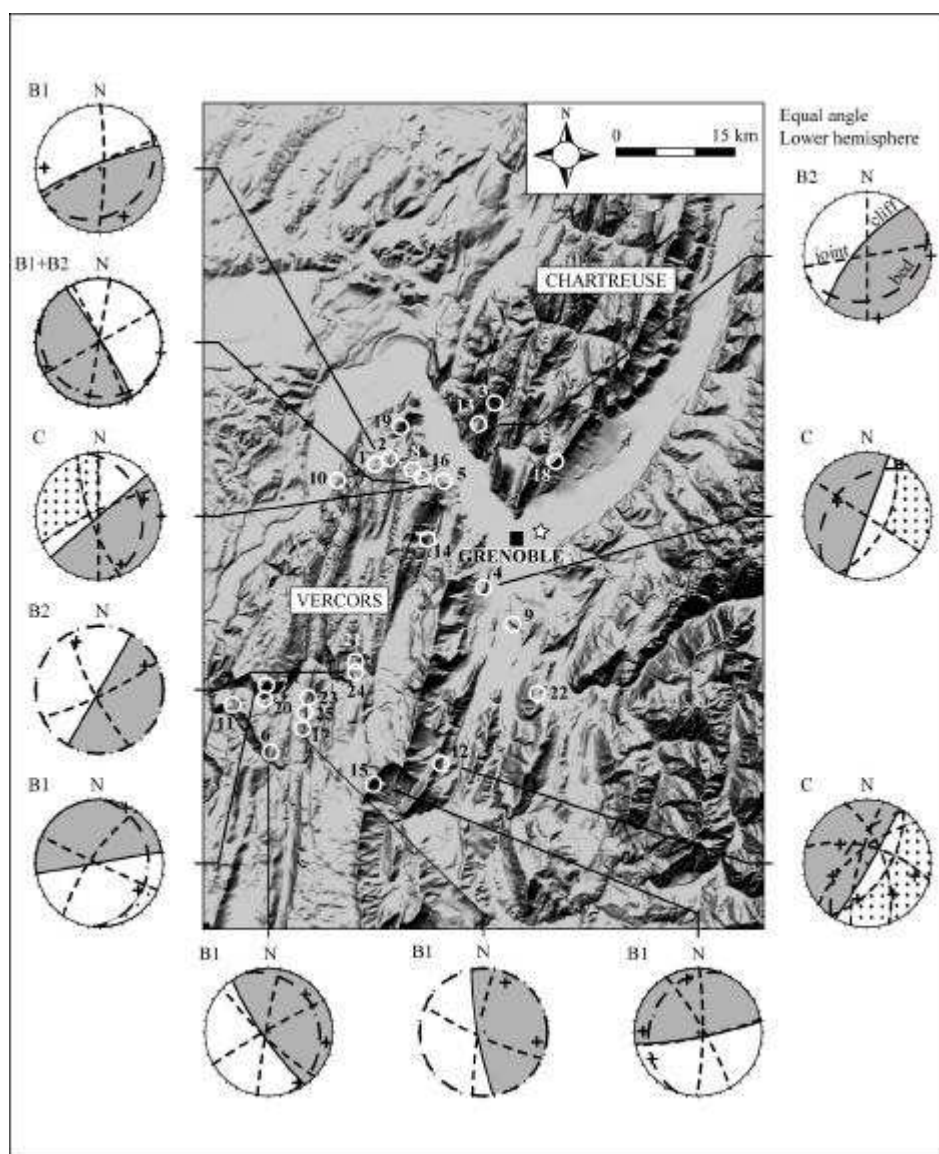 B1
N
N
0
15 km
Equal angle
Lower hemisphere
B2
N
cliff
joint
bed
B1+B2
N
CHARTREUSE
C
N
3
13
19
2
1
8
16
10
5
18
C
N
14
GRENOBLE
4
VERCORS
9
B2
N
24
7
23
22
11
20
25
17
6
12
15
B1
N
C
N
B1
N
B1
N
B1
N